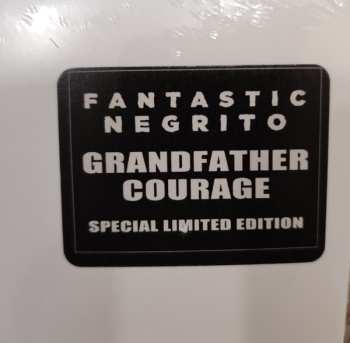 FANTASTIC
NEGRITO
GRANDFATHER
COURAGE
SPECIAL LIMITED EDITION